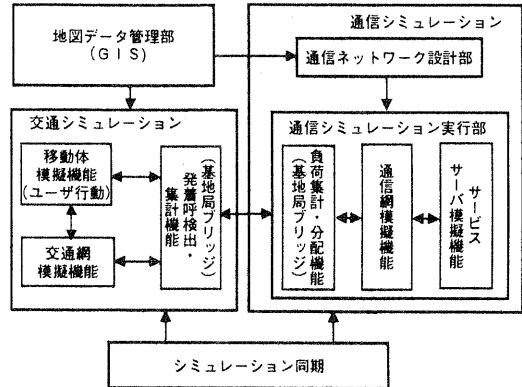 地図データ管理部
(ＧＩＳ)
通信シミュレーション
通信ネットワーク設計部
交通シミュレーション
移動体
模擬機能
(ユーザ行動)
交通網
模擬機能
発着呼検出・
集計機能
(基地局ブリッジ)
通信シミュレーション実行部
負荷集計・分配機能
(基地局ブリッジ)
通信網模擬機能
サービス
サーバ模擬機能
シミュレーション同期